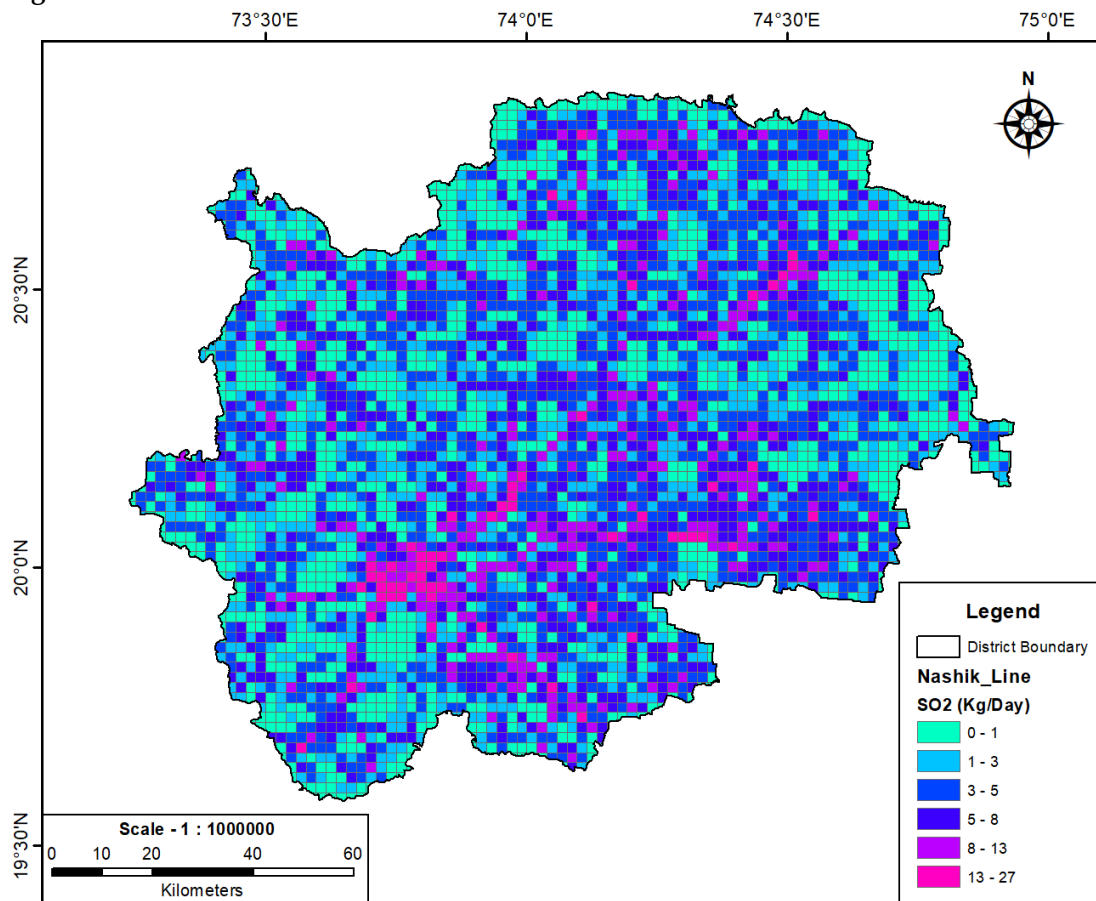 73°30'E 74°0'E 74°30'E 75°0'E
N
20°30'N
20°0'N
19°30'N
Legend
District Boundary
Nashik_Line
SO2 (Kg/Day)
0 - 1
1 - 3
3 - 5
5 - 8
8 - 13
13 - 27
Scale - 1 : 1000000
0 10 20 40 60
Kilometers